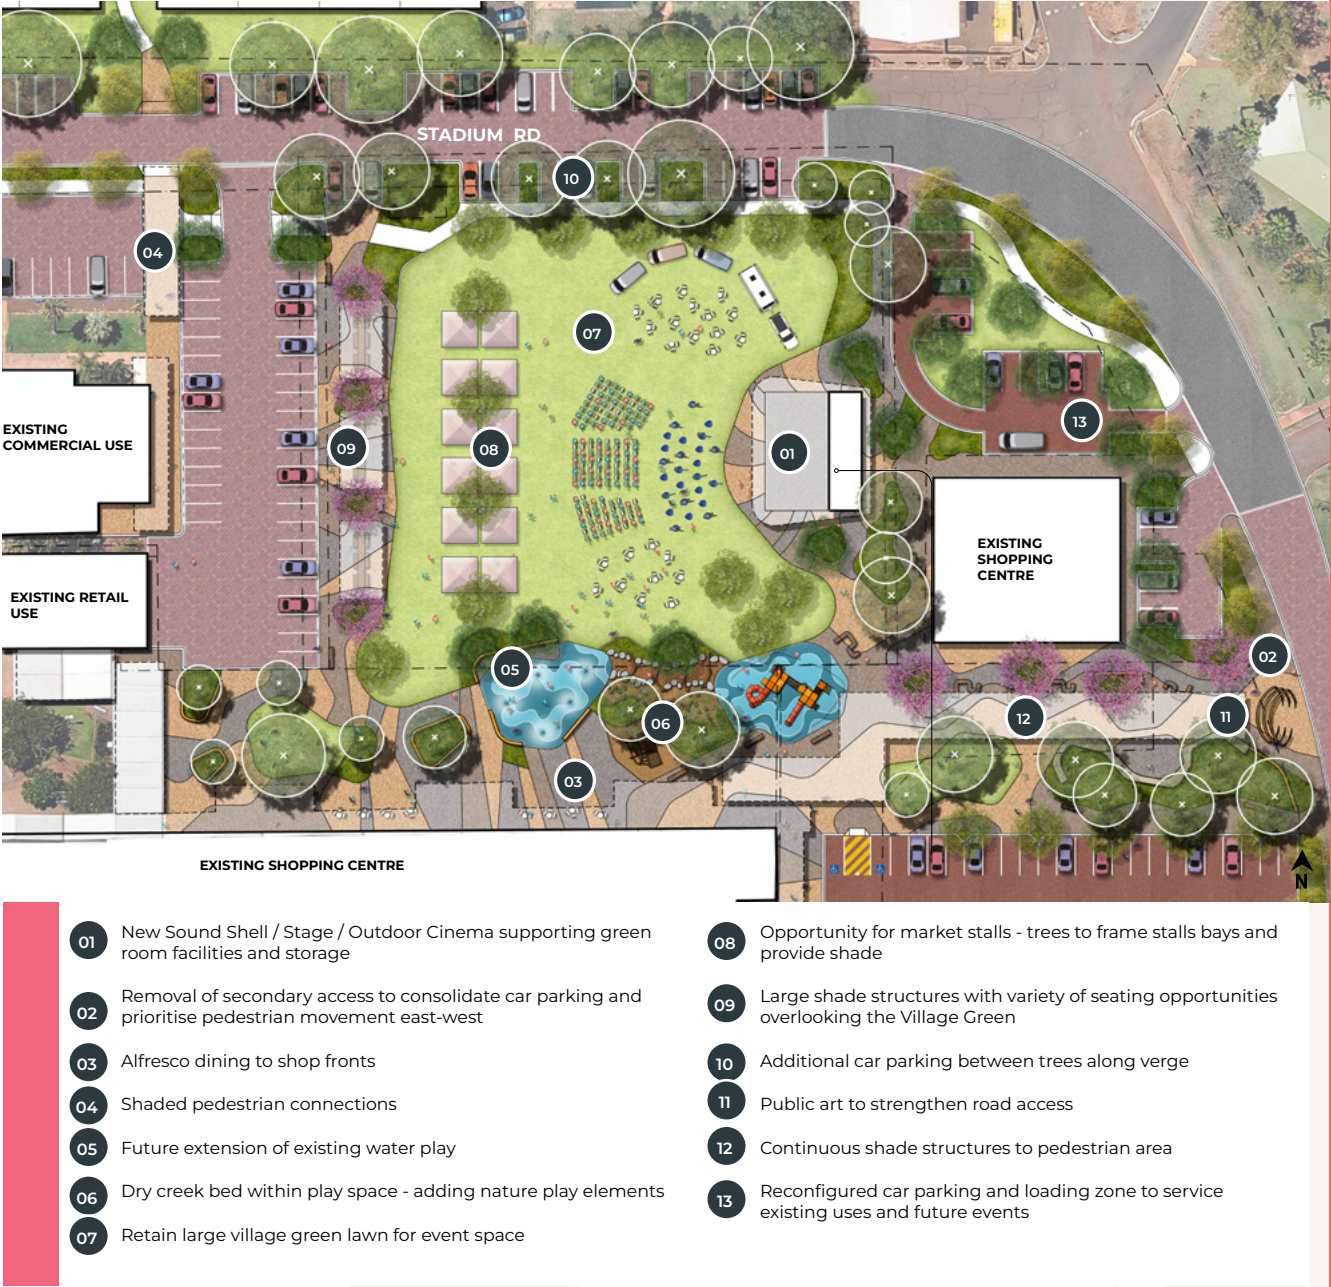 STADIUM RD
10
04
07
09
08
01
13
EXISTING
COMMERCIAL USE
EXISTING
SHOPPING
CENTRE
EXISTING RETAIL
USE
05
02
06
12
11
03
EXISTING SHOPPING CENTRE
N
01
New Sound Shell / Stage / Outdoor Cinema supporting green
room facilities and storage
02
Removal of secondary access to consolidate car parking and
prioritise pedestrian movement east-west
03
Alfresco dining to shop fronts
04
Shaded pedestrian connections
05
Future extension of existing water play
06
Dry creek bed within play space - adding nature play elements
07
Retain large village green lawn for event space
08
Opportunity for market stalls - trees to frame stalls bays and
provide shade
09
Large shade structures with variety of seating opportunities
overlooking the Village Green
10
Additional car parking between trees along verge
11
Public art to strengthen road access
12
Continuous shade structures to pedestrian area
13
Reconfigured car parking and loading zone to service
existing uses and future events